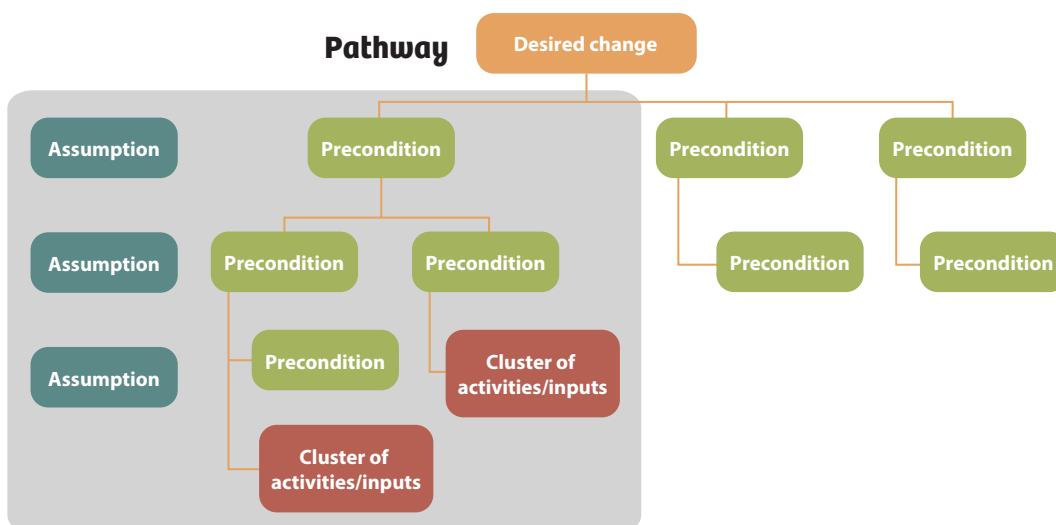 Pathway
Desired change
Assumption
Precondition
Precondition
Precondition
Assumption
Precondition
Precondition
Precondition
Precondition
Assumption
Precondition
Cluster of
activities/inputs
Cluster of
activities/inputs